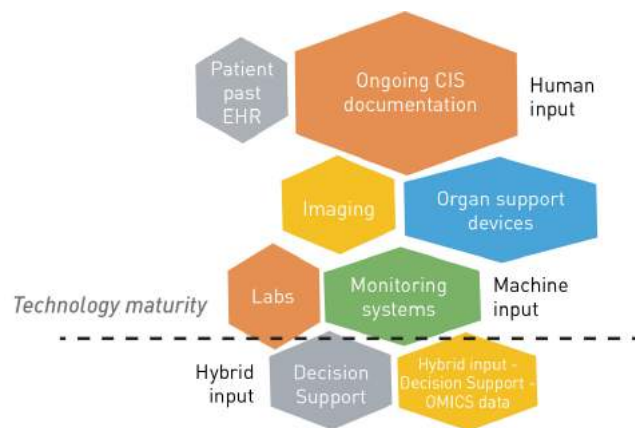 Patient
past
EHR
Ongoing CIS
documentation
Human
input
Imaging
Organ support
devices
Technology maturity
Labs
Monitoring
systems
Machine
input
Hybrid
input
Decision
Support
Hybrid input -
Decision Support -
OMICS data